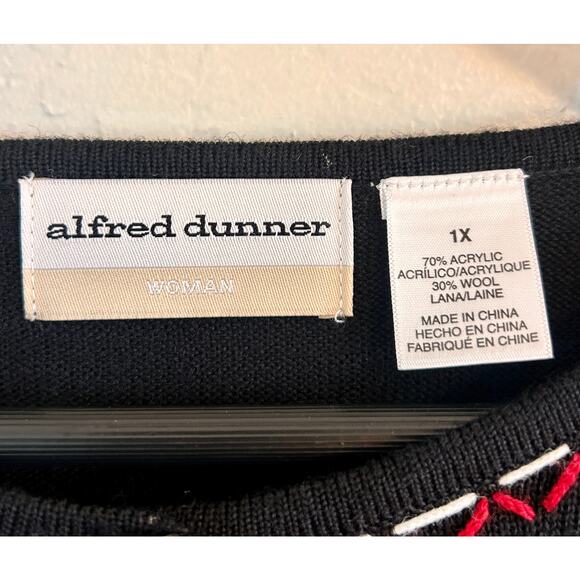 alfred dunner
WOMAN
1X
70% ACRYLIC
ACRÍLICO/ACRYLIQUE
30% WOOL
LANA/LAINE
MADE IN CHINA
HECHO EN CHINA
FABRIQUÉ EN CHINE